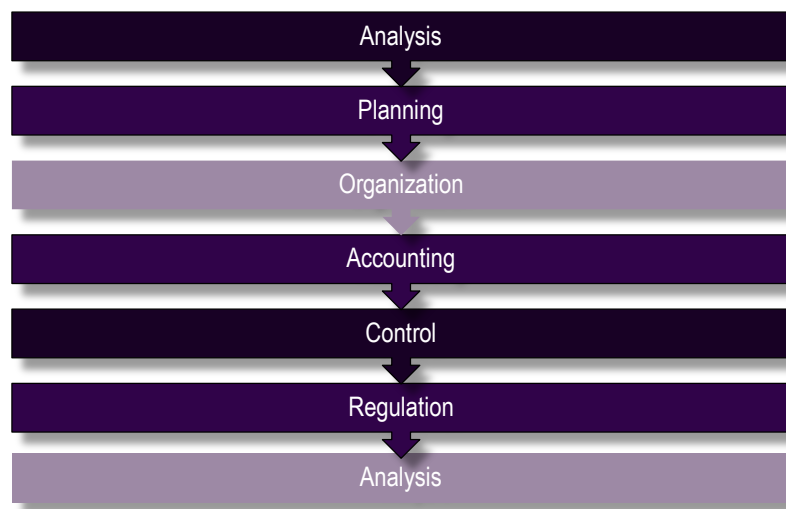 Analysis
Planning
Organization
Accounting
Control
Regulation
Analysis